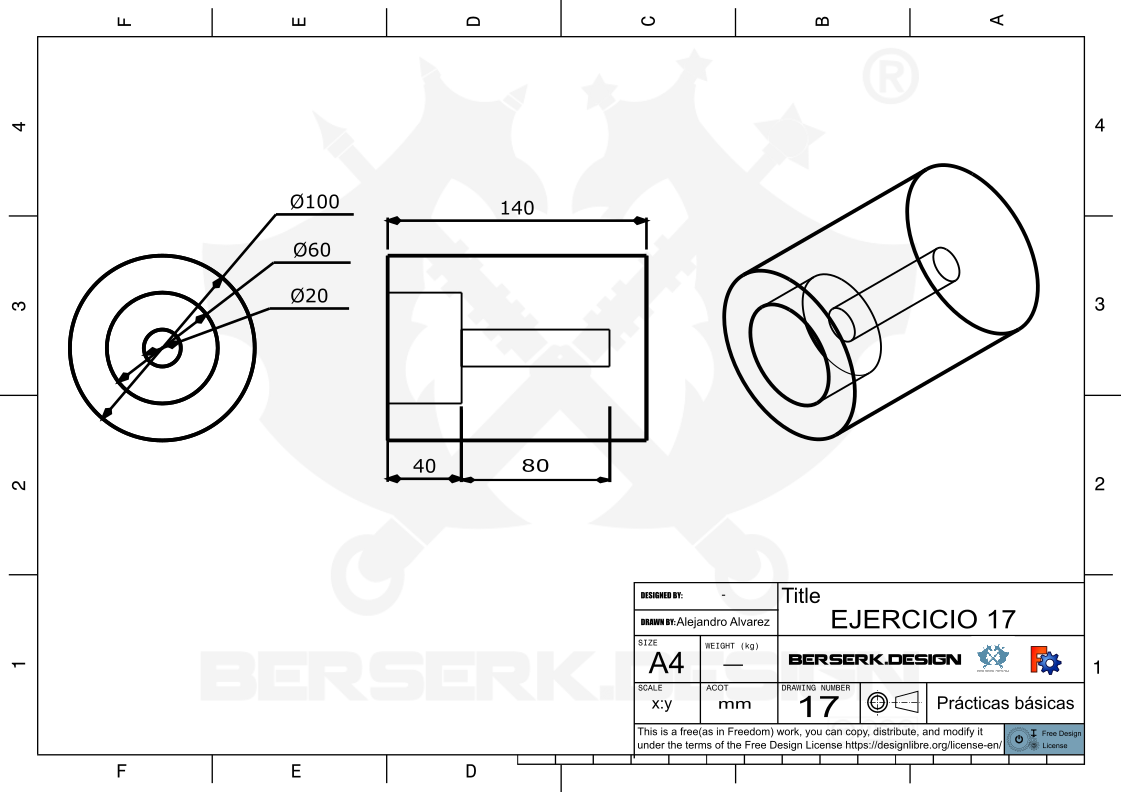 F E D C B A
4 4
3 3
2 2
1 1
®
Ø100
Ø60
Ø20
140
40 80
BERSERK.DESIGN
DESIGNED BY: -
DRAWN BY: Alejandro Alvarez
Title
EJERCICIO 17
SIZE
A4
WEIGHT (kg)
—
BERSERK.DESIGN
SCALE
x:y
ACOT
mm
DRAWING NUMBER
17
Prácticas básicas
This is a free(as in Freedom) work, you can copy, distribute, and modify it
under the terms of the Free Design License https://designlibre.org/license-en/
Free Design
License
F E D